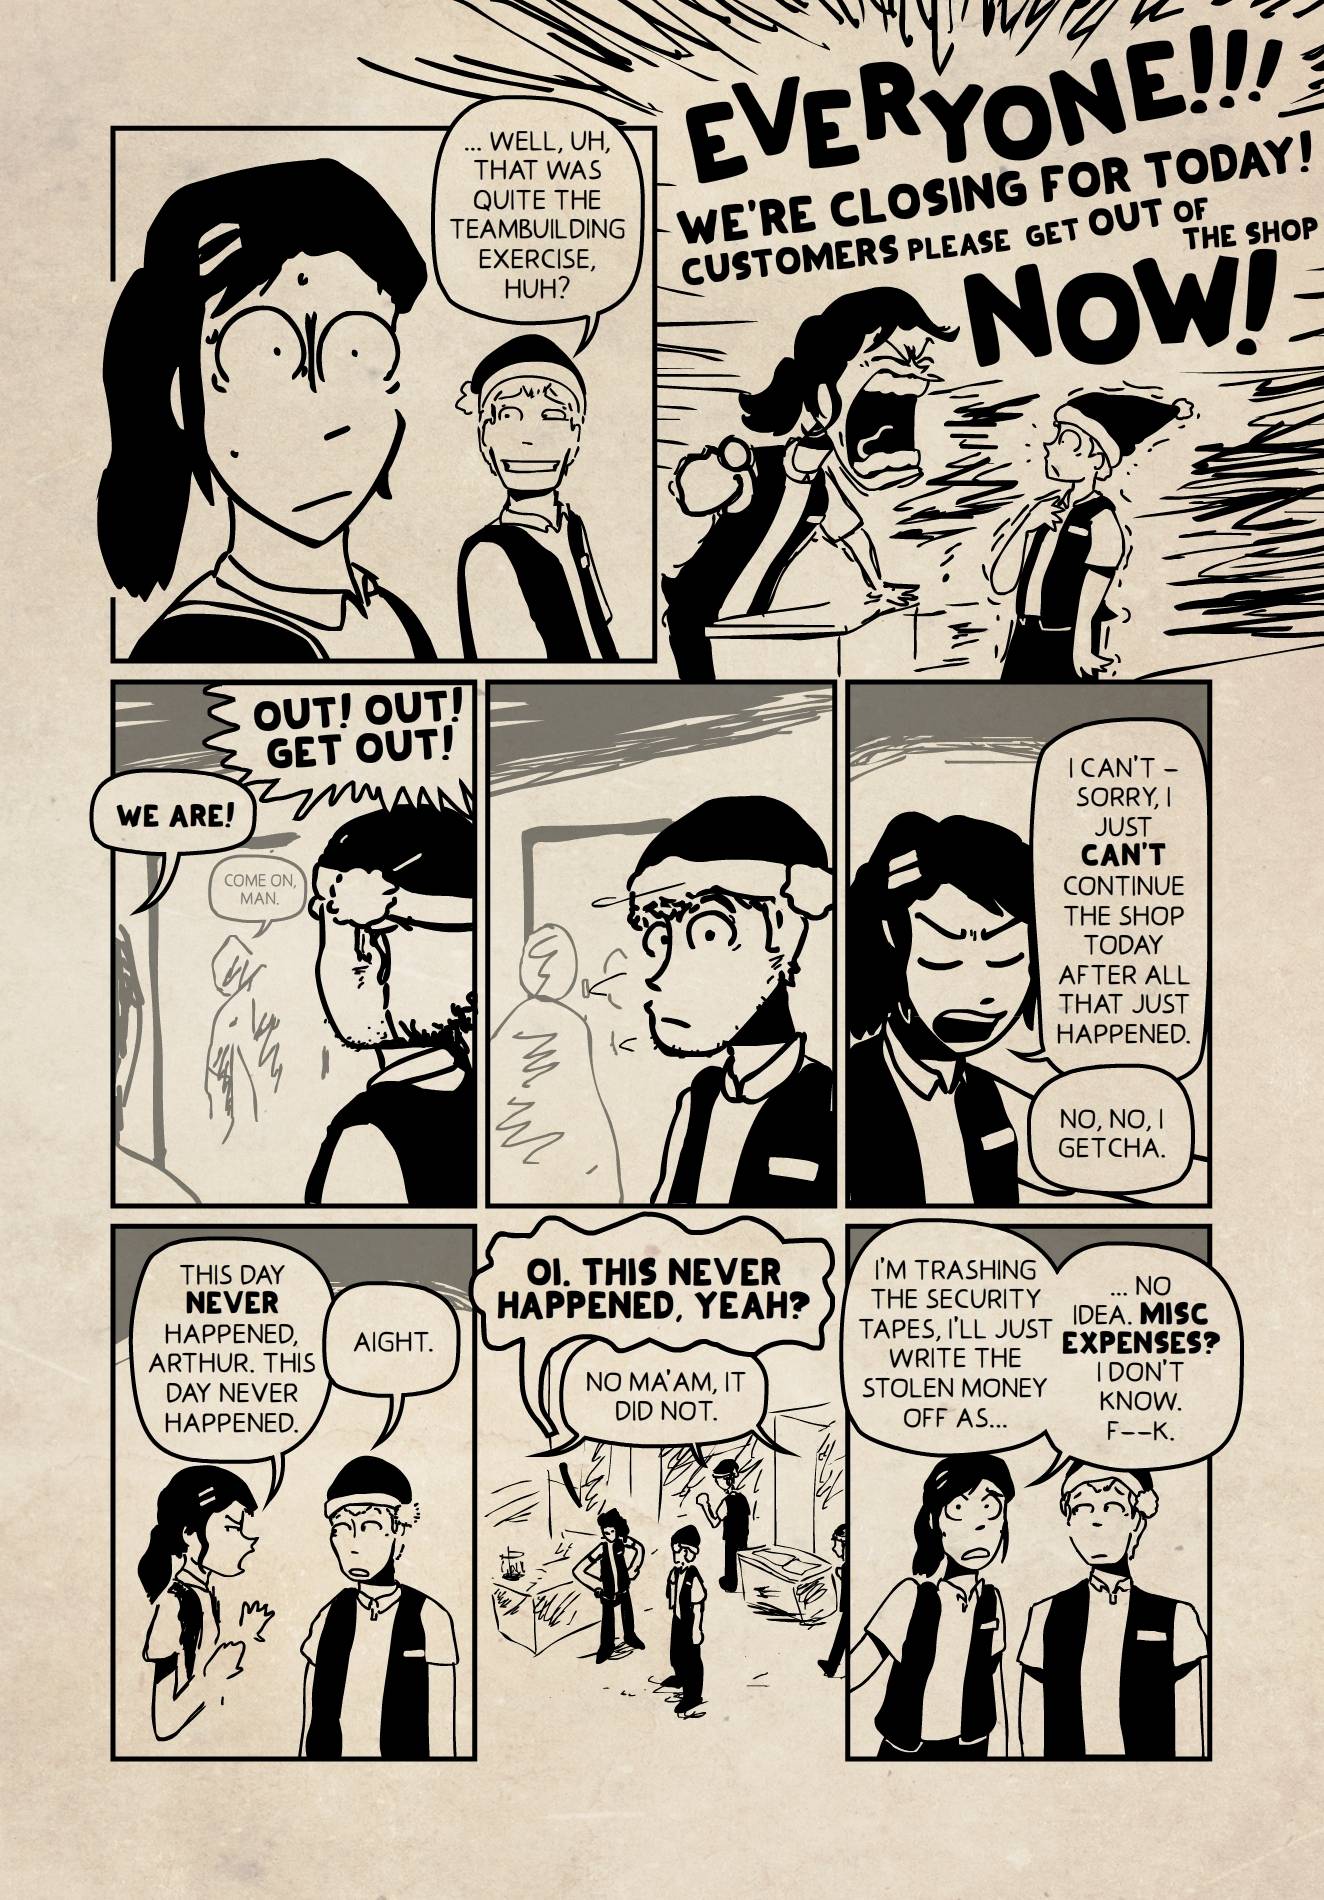 ... WELL, UH,
THAT WAS
QUITE THE
TEAMBUILDING
EXERCISE,
HUH?
EVERYONE!!!
WE'RE CLOSING FOR TODAY!
CUSTOMERS PLEASE GET OUT OF
THE SHOP
NOW!
OUT! OUT!
GET OUT!
WE ARE!
COME ON,
MAN.
I CAN'T –
SORRY, I
JUST
CAN'T
CONTINUE
THE SHOP
TODAY
AFTER ALL
THAT JUST
HAPPENED.
NO, NO, I
GETCHA.
THIS DAY
NEVER
HAPPENED,
ARTHUR. THIS
DAY NEVER
HAPPENED.
AIGHT.
OI. THIS NEVER
HAPPENED, YEAH?
NO MA'AM, IT
DID NOT.
I'M TRASHING
THE SECURITY
TAPES, I'LL JUST
WRITE THE
STOLEN MONEY
OFF AS...
... NO
IDEA. MISC
EXPENSES?
I DON'T
KNOW.
F--K.